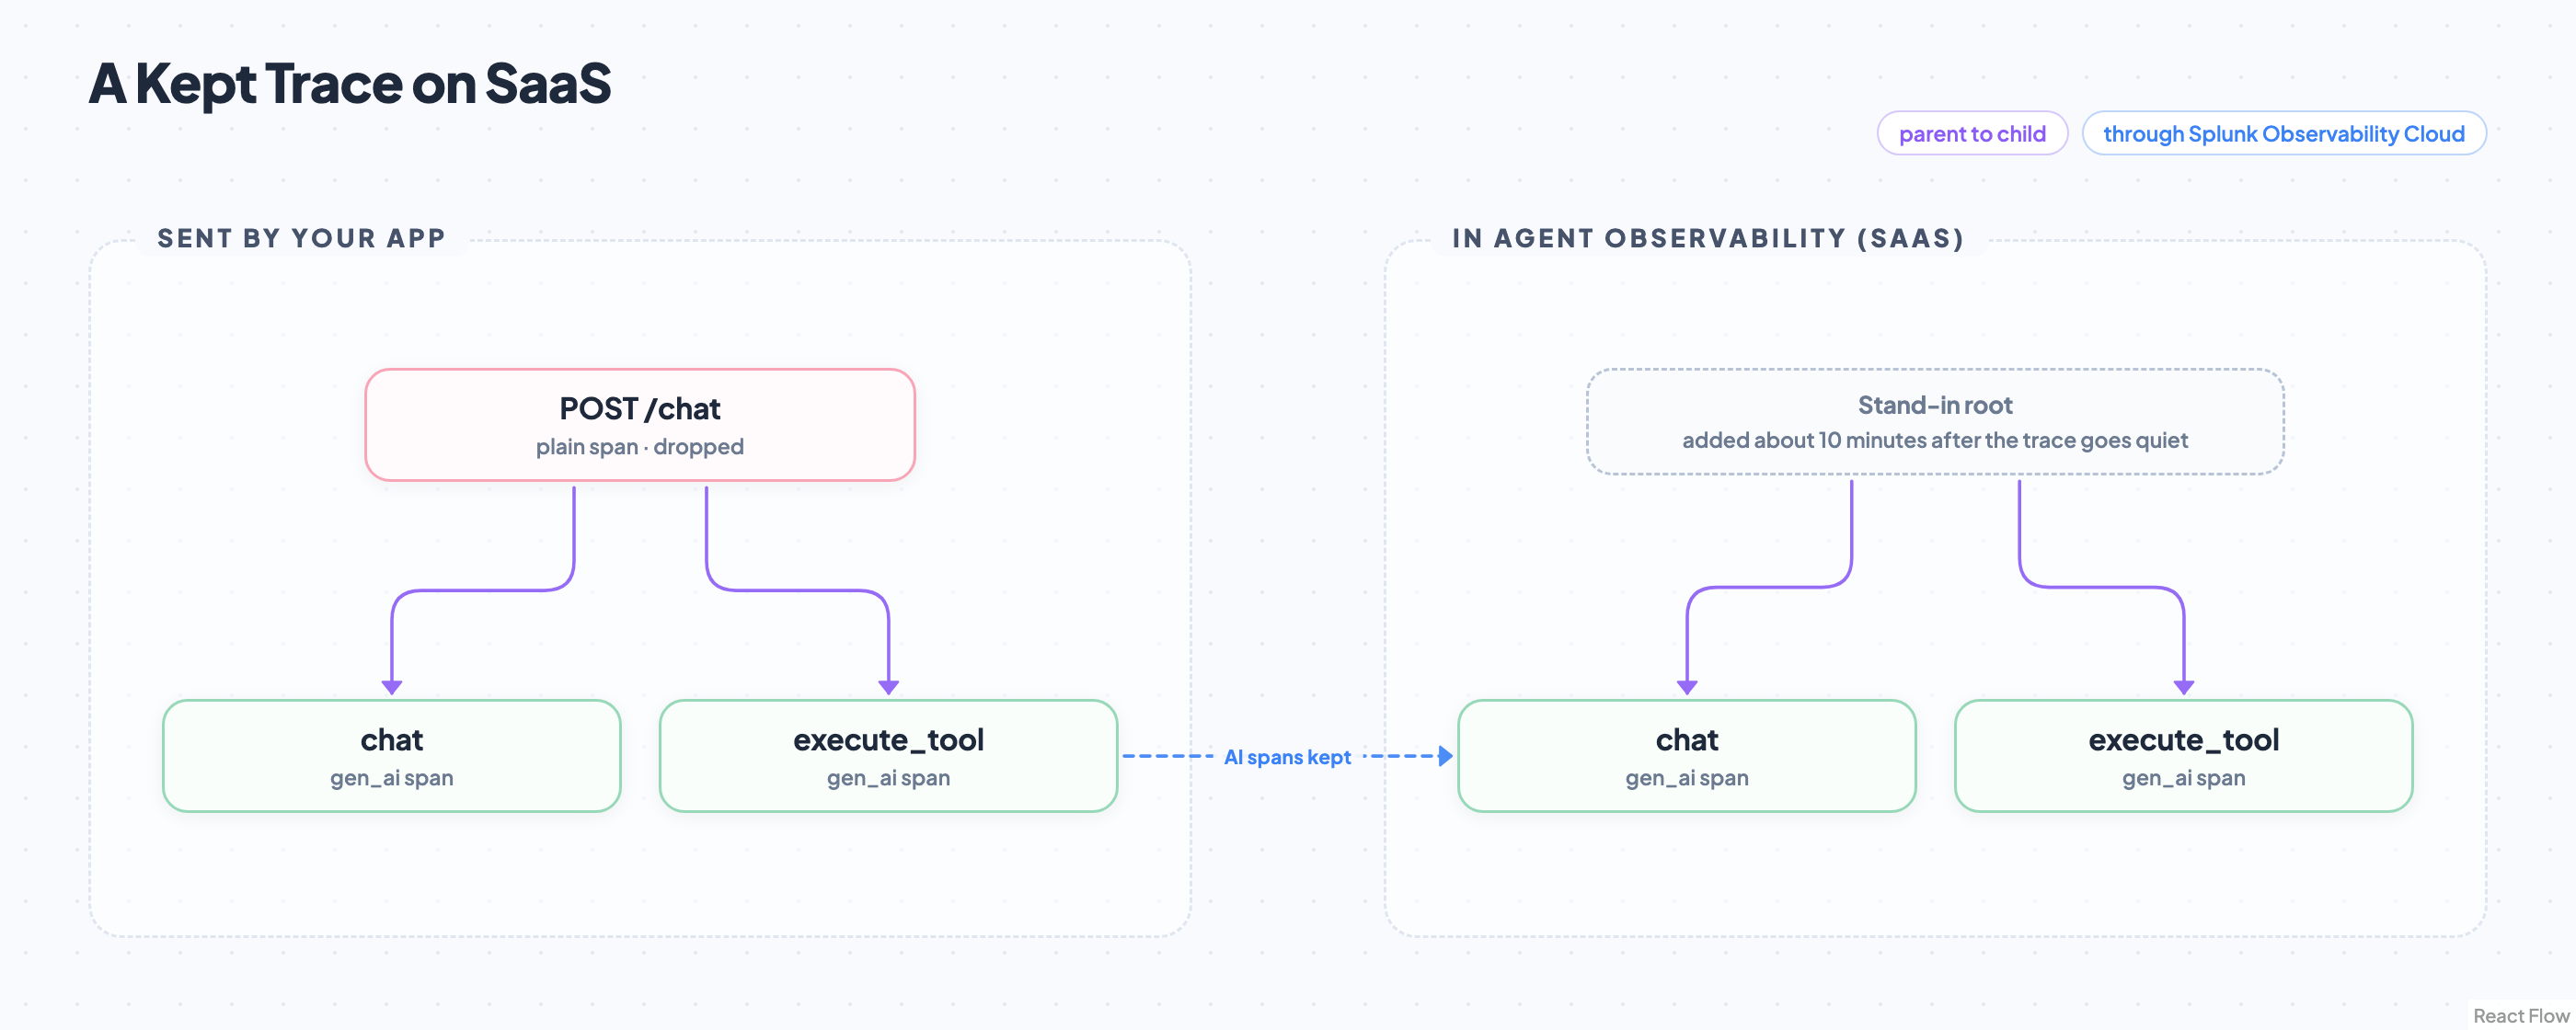 A Kept Trace on SaaS
parent to child
through Splunk Observability Cloud
SENT BY YOUR APP
IN AGENT OBSERVABILITY (SAAS)
POST /chat
plain span · dropped
Stand-in root
added about 10 minutes after the trace goes quiet
chat
gen_ai span
execute_tool
gen_ai span
AI spans kept
chat
gen_ai span
execute_tool
gen_ai span
React Flow